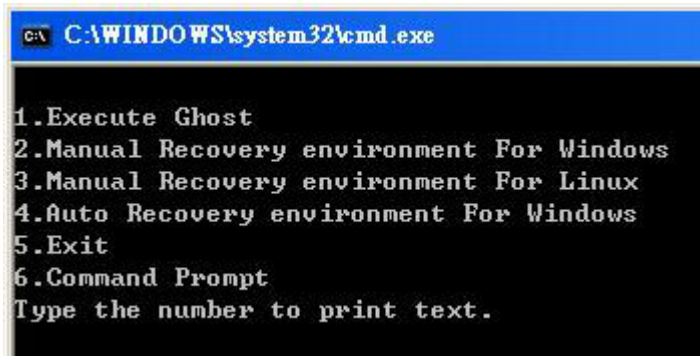 C:\WINDOWS\system32\cmd.exe
1.Execute Ghost
2.Manual Recovery environment For Windows
3.Manual Recovery environment For Linux
4.Auto Recovery environment For Windows
5.Exit
6.Command Prompt
Type the number to print text.